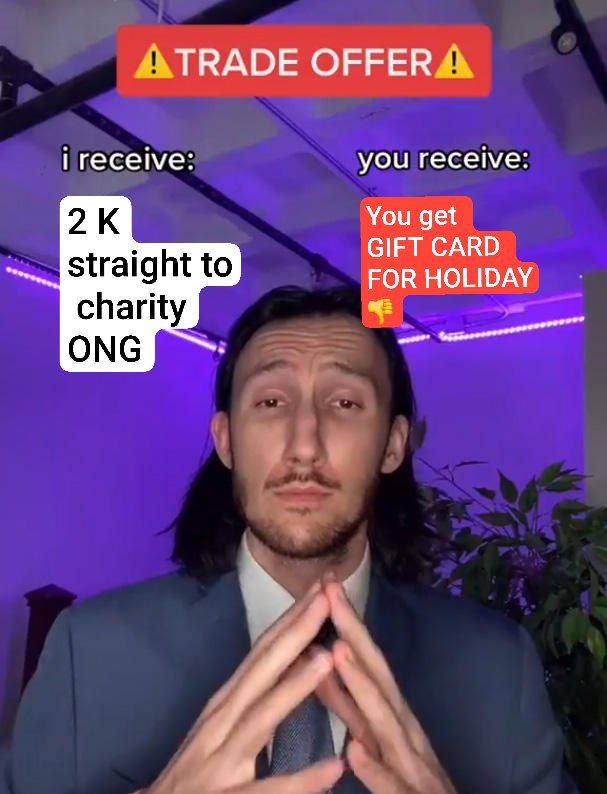 ⚠️TRADE OFFER⚠️
i receive:
you receive:
2 K
straight to
charity
ONG
You get
GIFT CARD
FOR HOLIDAY
👎